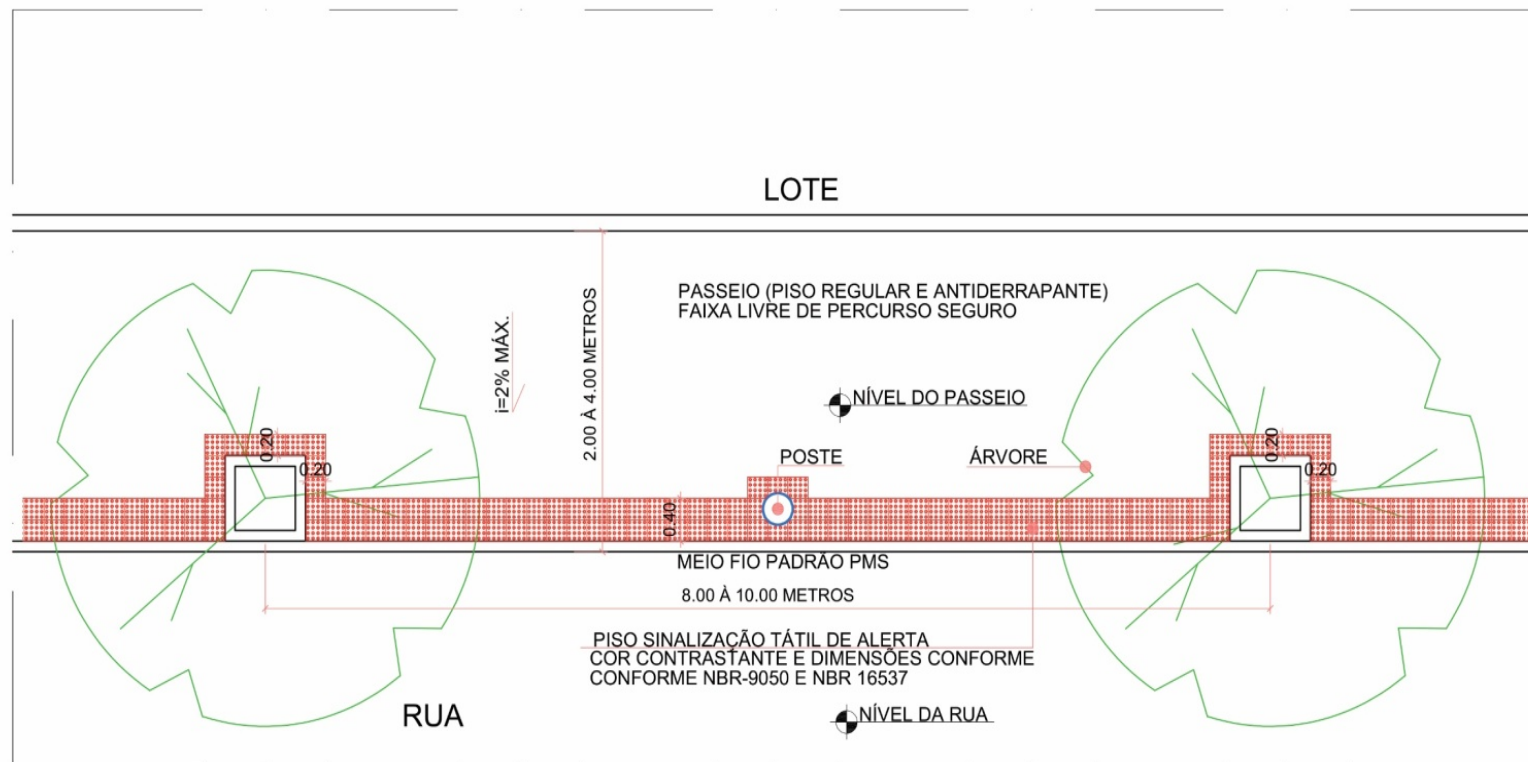 LOTE
PASSEIO (PISO REGULAR E ANTIDERRAPANTE)
FAIXA LIVRE DE PERCURSO SEGURO
i=2% MÁX.
2.00 À 4.00 METROS
NÍVEL DO PASSEIO
0.20
0.20
POSTE
ÁRVORE
0.20
0.20
0.40
MEIO FIO PADRÃO PMS
8.00 À 10.00 METROS
PISO SINALIZAÇÃO TÁTIL DE ALERTA
COR CONTRASTANTE E DIMENSÕES CONFORME
CONFORME NBR-9050 E NBR 16537
RUA
NÍVEL DA RUA